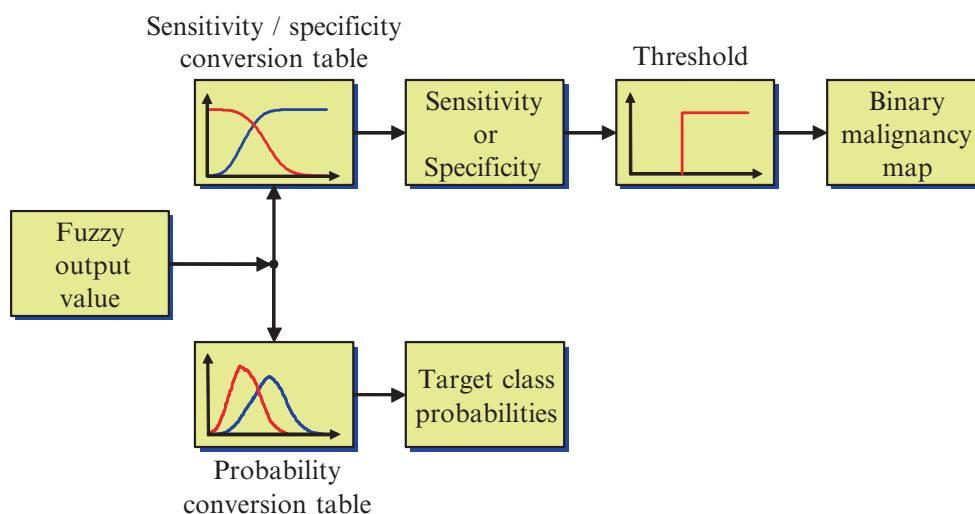 Sensitivity / specificity
conversion table
Threshold
Sensitivity
or
Specificity
Binary
malignancy
map
Fuzzy
output
value
Target class
probabilities
Probability
conversion table